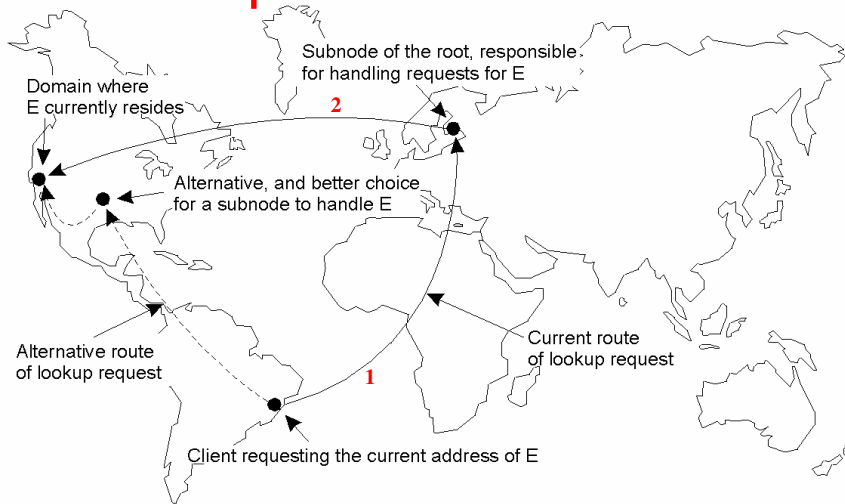 Subnode of the root, responsible
for handling requests for E
Domain where
E currently resides
2
Alternative, and better choice
for a subnode to handle E
Alternative route
of lookup request
Current route
of lookup request
1
Client requesting the current address of E